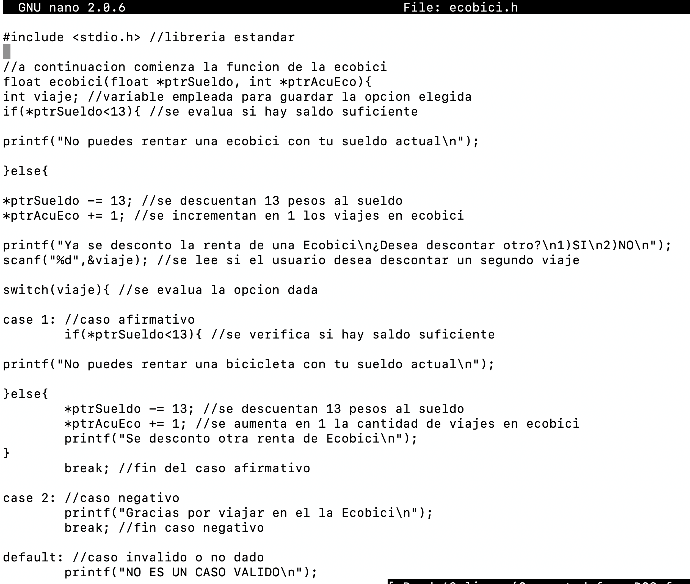 GNU nano 2.0.6 File: ecobici.h
#include <stdio.h> //libreria estandar
//a continuacion comienza la funcion de la ecobici
float ecobici(float *ptrSueldo, int *ptrAcuEco){
int viaje; //variable empleada para guardar la opcion elegida
if(*ptrSueldo<13){ //se evalua si hay saldo suficiente
printf("No puedes rentar una ecobici con tu sueldo actual\n");
}else{
*ptrSueldo -= 13; //se descuentan 13 pesos al sueldo
*ptrAcuEco += 1; //se incrementan en 1 los viajes en ecobici
printf("Ya se desconto la renta de una Ecobici\n¿Desea descontar otro?\n1)SI\n2)NO\n");
scanf("%d",&viaje); //se lee si el usuario desea descontar un segundo viaje
switch(viaje){ //se evalua la opcion dada
case 1: //caso afirmativo
if(*ptrSueldo<13){ //se verifica si hay saldo suficiente
printf("No puedes rentar una bicicleta con tu sueldo actual\n");
}else{
*ptrSueldo -= 13; //se descuentan 13 pesos al sueldo
*ptrAcuEco += 1; //se aumenta en 1 la cantidad de viajes en ecobici
printf("Se desconto otra renta de Ecobici\n");
}
break; //fin del caso afirmativo
case 2: //caso negativo
printf("Gracias por viajar en el la Ecobici\n");
break; //fin caso negativo
default: //caso invalido o no dado
printf("NO ES UN CASO VALIDO\n");